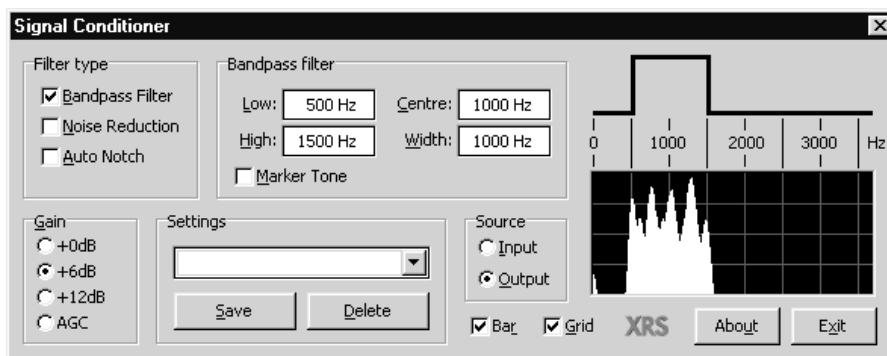 Signal Conditioner
Filter type
Bandpass Filter
Noise Reduction
Auto Notch
Bandpass filter
Low: 500 Hz Centre: 1000 Hz
High: 1500 Hz Width: 1000 Hz
Marker Tone
0 1000 2000 3000 Hz
Gain
+0dB
+6dB
+12dB
AGC
Settings
Save Delete
Source
Input
Output
Bar Grid XRS About Exit